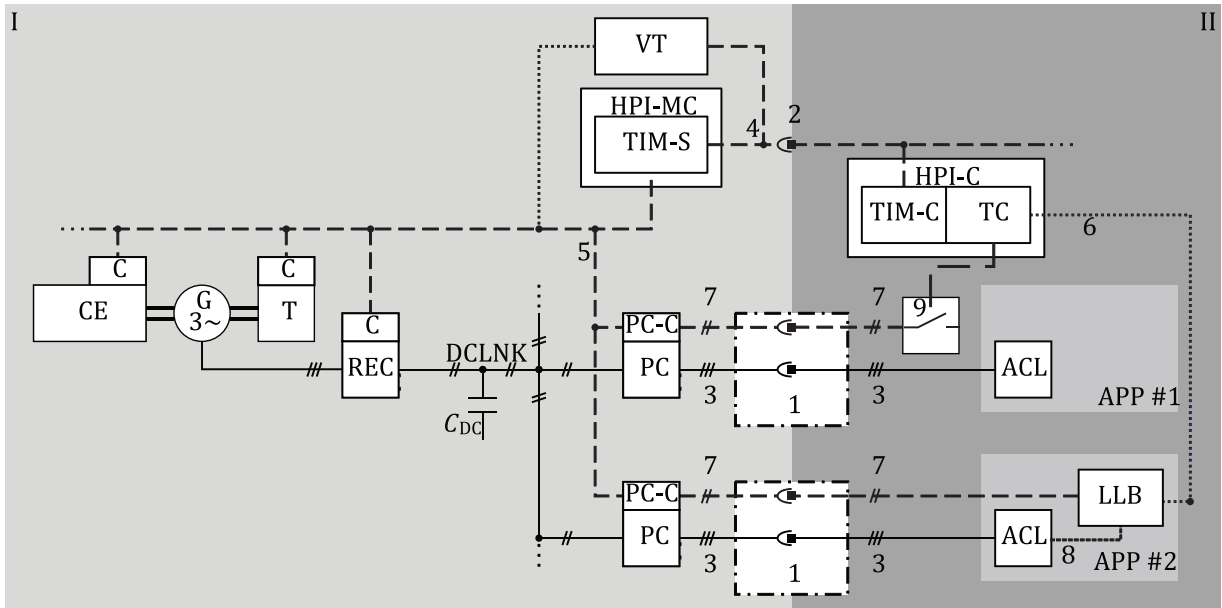 I
II
VT
HPI-MC
TIM-S
4
2
HPI-C
TIM-C
TC
6
5
C
C
CE
G
3~
T
C
REC
DCLNK
C_DC
PC-C
PC
7
7
9
3
1
3
ACL
APP #1
PC-C
PC
7
7
LLB
3
1
3
ACL
8
APP #2